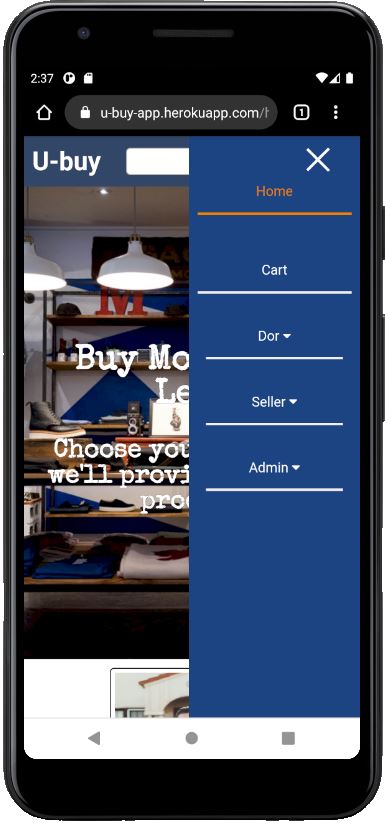 2:37
u-buy-app.herokuapp.com/
1
U-buy
Home
Cart
Dor
Seller
Admin
M
Buy Mo
Le
Choose you
we'll provi
proc